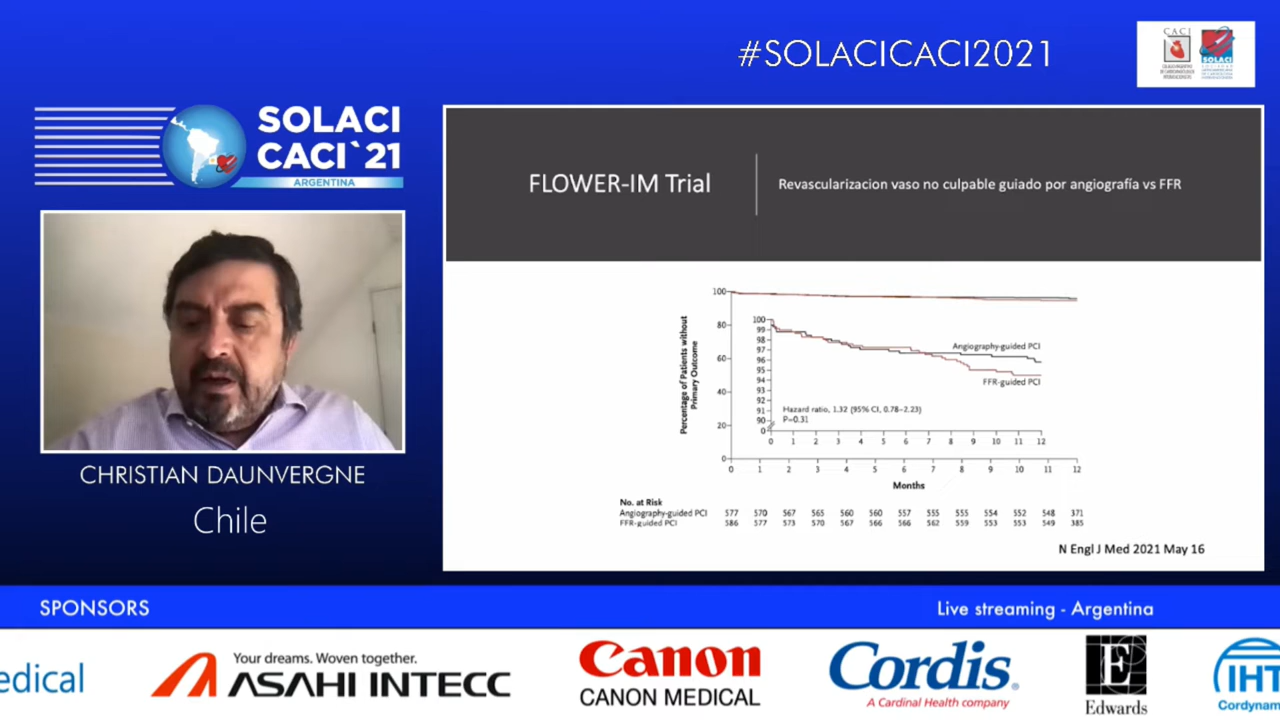 #SOLACICACI2021
CACI
SOLACI
SOLACI
CACI`21
ARGENTINA
FLOWER-IM Trial
Revascularizacion vaso no culpable guiado por angiografía vs FFR
Percentage of Patients without
Primary Outcome
100
80
60
40
20
0
100
99
98
97
96
95
94
93
92
91
90
0
Angiography-guided PCI
FFR-guided PCI
Hazard ratio, 1.32 (95% CI, 0.78–2.23)
P=0.31
0 1 2 3 4 5 6 7 8 9 10 11 12
0 1 2 3 4 5 6 7 8 9 10 11 12
Months
No. at Risk
Angiography-guided PCI 577 570 567 565 560 560 557 555 555 554 552 548 371
FFR-guided PCI 586 577 573 570 567 566 566 562 559 553 553 549 385
N Engl J Med 2021 May 16
CHRISTIAN DAUNVERGNE
Chile
SPONSORS
Live streaming - Argentina
edical
Your dreams. Woven together.
ASAHI INTECC
Canon
CANON MEDICAL
Cordis
A Cardinal Health company
E
Edwards
IHT
Cordynam